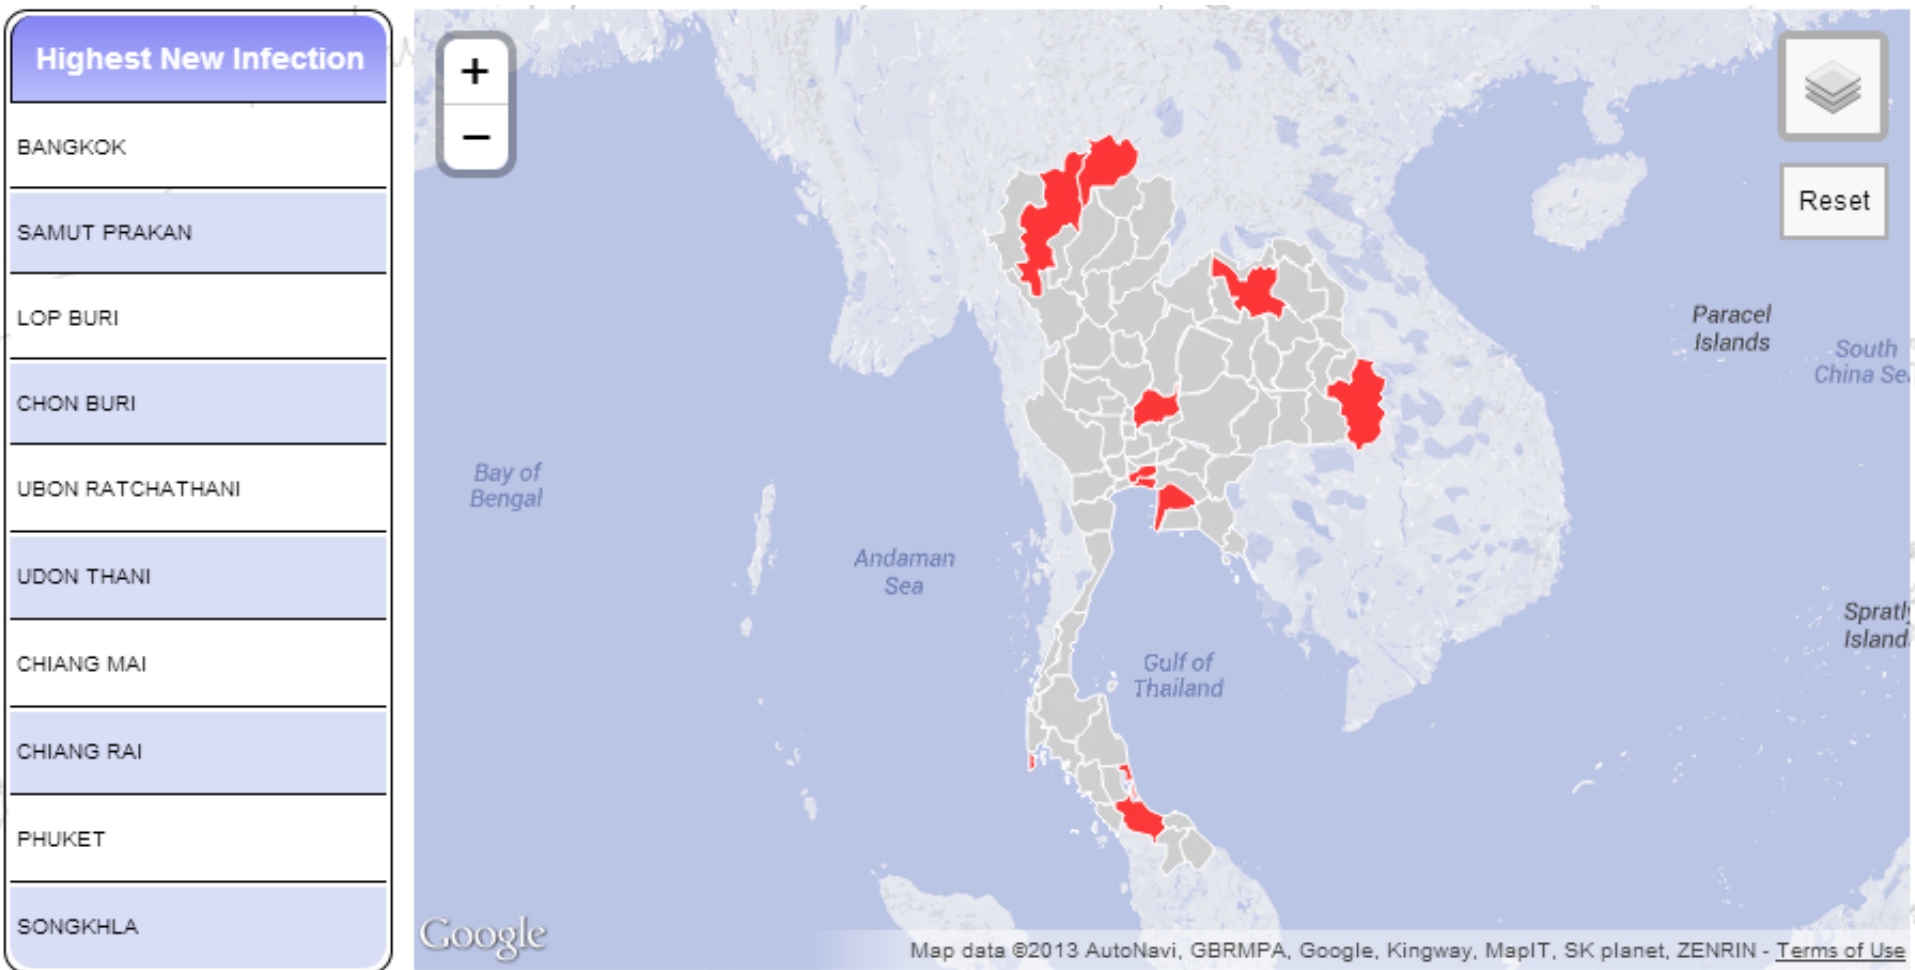 Highest New Infection
BANGKOK
SAMUT PRAKAN
LOP BURI
CHON BURI
UBON RATCHATHANI
UDON THANI
CHIANG MAI
CHIANG RAI
PHUKET
SONGKHLA
+
−
Reset
Paracel
Islands
South
China Se
Bay of
Bengal
Andaman
Sea
Spratly
Island
Gulf of
Thailand
Google
Map data ©2013 AutoNavi, GBRMPA, Google, Kingway, MapIT, SK planet, ZENRIN - Terms of Use